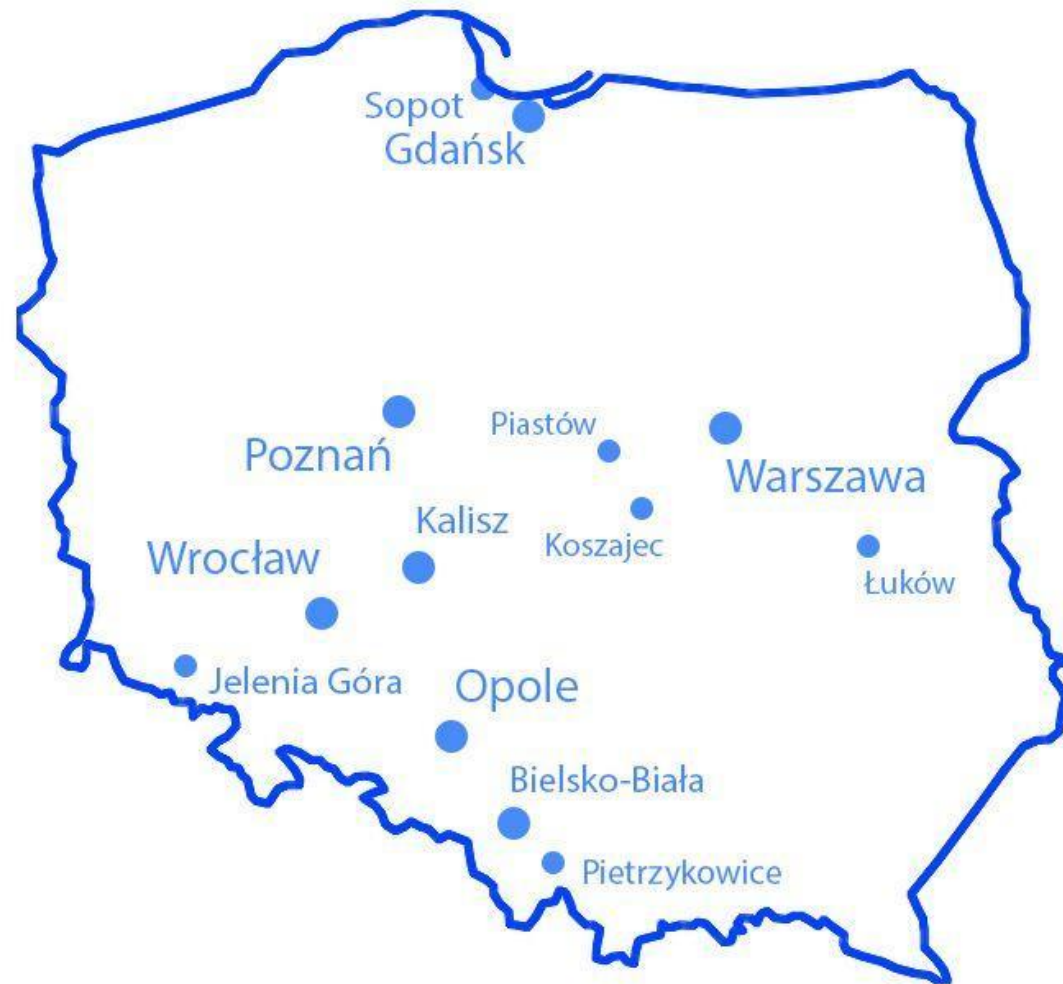 Sopot
Gdańsk
Piastów
Poznań
Warszawa
Kalisz
Koszajec
Wrocław
Łuków
Jelenia Góra
Opole
Bielsko-Biała
Pietrzykowice